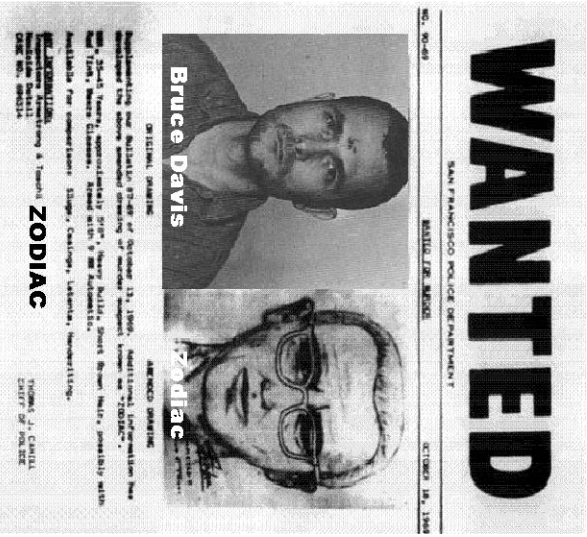 WANTED
SAN FRANCISCO POLICE DEPARTMENT
NO. 90-69
WANTED FOR MURDER
OCTOBER 18, 1969
Bruce Davis
Zodiac
ORIGINAL DRAWING
AMENDED DRAWING
Supplementing our Bulletin 87-69 of October 13, 1969. Additional information has
developed the above amended drawing of murder suspect known as "ZODIAC".
35-45 Years, approximately 5'8", Heavy Build, Short Brown Hair, possibly with
Red Tint, Wears Glasses. Armed with 9 MM Automatic.
Available for comparison: Slugs, Casings, Latents, Handwriting.
ANY INFORMATION:
Inspectors Armstrong & Toschi
Homicide Detail
CASE NO. 696314
ZODIAC
THOMAS J. CAHILL
CHIEF OF POLICE